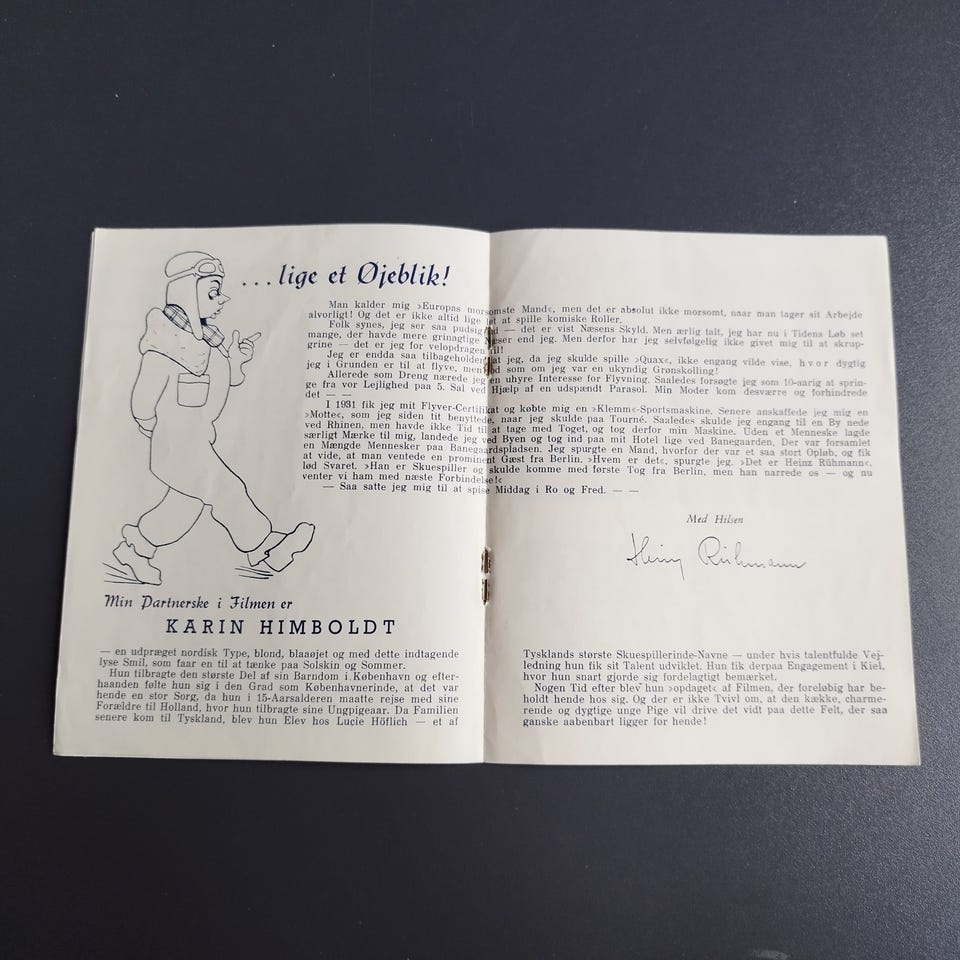 ...lige et Øjeblik!
Man kalder mig ›Europas morsomste Mand‹, men det er absolut ikke morsomt, naar man tager sit Arbejde
alvorligt! Og det er ikke altid lige let at spille komiske Roller.
Folk synes, jeg ser saa pudsig ud — det er vist Næsens Skyld. Men ærlig talt, jeg har nu i Tidens Løb set
mange, der havde mere grinagtige Næser end jeg. Men derfor har jeg selvfølgelig ikke givet mig til at skrup-
grine — det er jeg for velopdragen til!
Jeg er endda saa tilbageholdende at jeg, da jeg skulde spille ›Quax‹, ikke engang vilde vise, hvor dygtig
jeg i Grunden er til at flyve, men lod som om jeg var en ukyndig Grønskolling!
Allerede som Dreng nærede jeg en uhyre Interesse for Flyvning. Saaledes forsøgte jeg som 10-aarig at sprin-
ge fra vor Lejlighed paa 5. Sal ved Hjælp af en udspændt Parasol. Min Moder kom desværre og forhindrede
det — —
I 1931 fik jeg mit Flyver-Certifikat og købte mig en ›Klemm‹-Sportsmaskine. Senere anskaffede jeg mig en
›Motte‹, som jeg siden tit benyttede, naar jeg skulde paa Tourné. Saaledes skulde jeg engang til en By nede
ved Rhinen, men havde ikke Tid til at tage med Toget, og tog derfor min Maskine. Uden et Menneske lagde
særligt Mærke til mig, landede jeg ved Byen og tog ind paa mit Hotel lige ved Banegaarden. Der var forsamlet
en Mængde Mennesker paa Banegaardspladsen. Jeg spurgte en Mand, hvorfor der var et saa stort Opløb, og fik
at vide, at man ventede en prominent Gæst fra Berlin. ›Hvem er det‹, spurgte jeg. ›Det er Heinz Rühmann‹,
lød Svaret. ›Han er Skuespiller og skulde komme med første Tog fra Berlin, men han narrede os — og nu
venter vi ham med næste Forbindelse!‹
— Saa satte jeg mig til at spise Middag i Ro og Fred. — —
Med Hilsen
Heinz Rühmann
Min Partnerske i Filmen er
KARIN HIMBOLDT
— en udpræget nordisk Type, blond, blaaøjet og med dette indtagende
lyse Smil, som faar en til at tænke paa Solskin og Sommer.
Hun tilbragte den største Del af sin Barndom i København og efter-
haanden følte hun sig i den Grad som Københavnerinde, at det var
hende en stor Sorg, da hun i 15-Aarsalderen maatte rejse med sine
Forældre til Holland, hvor hun tilbragte sine Ungpigeaar. Da Familien
senere kom til Tyskland, blev hun Elev hos Lucie Höflich — et af
Tysklands største Skuespillerinde-Navne — under hvis talentfulde Vej-
ledning hun fik sit Talent udviklet. Hun fik derpaa Engagement i Kiel,
hvor hun snart gjorde sig fordelagtigt bemærket.
Nogen Tid efter blev hun ›opdaget‹ af Filmen, der foreløbig har be-
holdt hende hos sig. Og der er ikke Tvivl om, at den kække, charme-
rende og dygtige unge Pige vil drive det vidt paa dette Felt, der saa
ganske aabenbart ligger for hende!